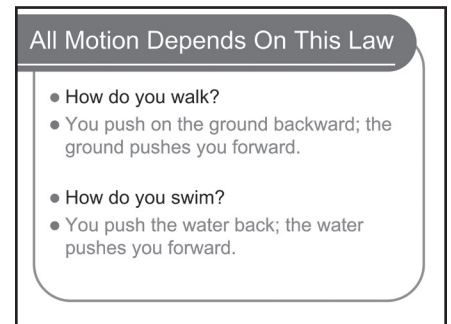 All Motion Depends On This Law
• How do you walk?
• You push on the ground backward; the
ground pushes you forward.
• How do you swim?
• You push the water back; the water
pushes you forward.